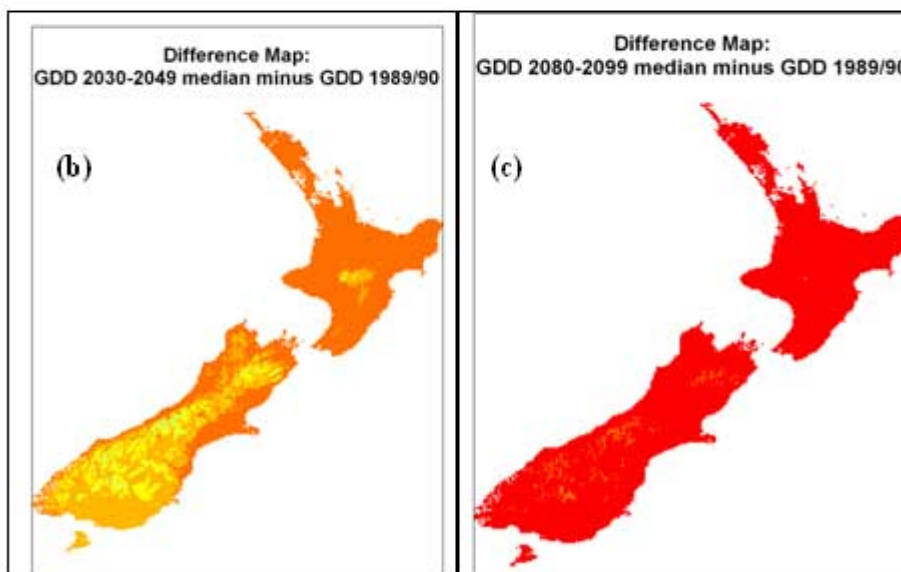 Difference Map:
GDD 2030-2049 median minus GDD 1989/90
(b)
Difference Map:
GDD 2080-2099 median minus GDD 1989/90
(c)